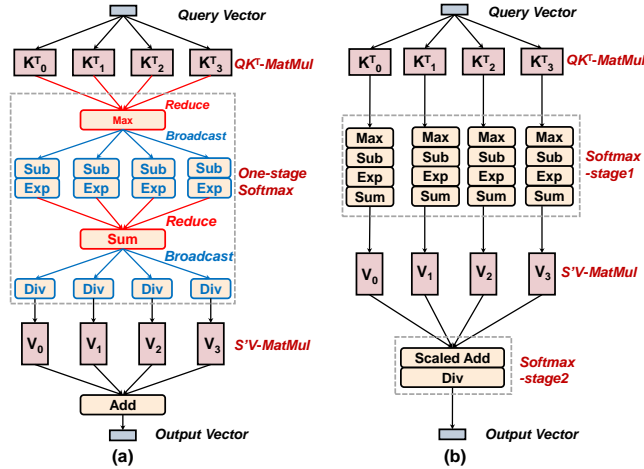 Query Vector
K^T_0 K^T_1 K^T_2 K^T_3
QK^T-MatMul
Reduce
Max
Broadcast
Sub Sub Sub Sub
Exp Exp Exp Exp
One-stage
Softmax
Reduce
Sum
Broadcast
Div Div Div Div
V_0 V_1 V_2 V_3
S'V-MatMul
Add
Output Vector
(a)
Query Vector
K^T_0 K^T_1 K^T_2 K^T_3
QK^T-MatMul
Max Max Max Max
Sub Sub Sub Sub
Exp Exp Exp Exp
Sum Sum Sum Sum
Softmax
-stage1
V_0 V_1 V_2 V_3
S'V-MatMul
Scaled Add
Div
Softmax
-stage2
Output Vector
(b)